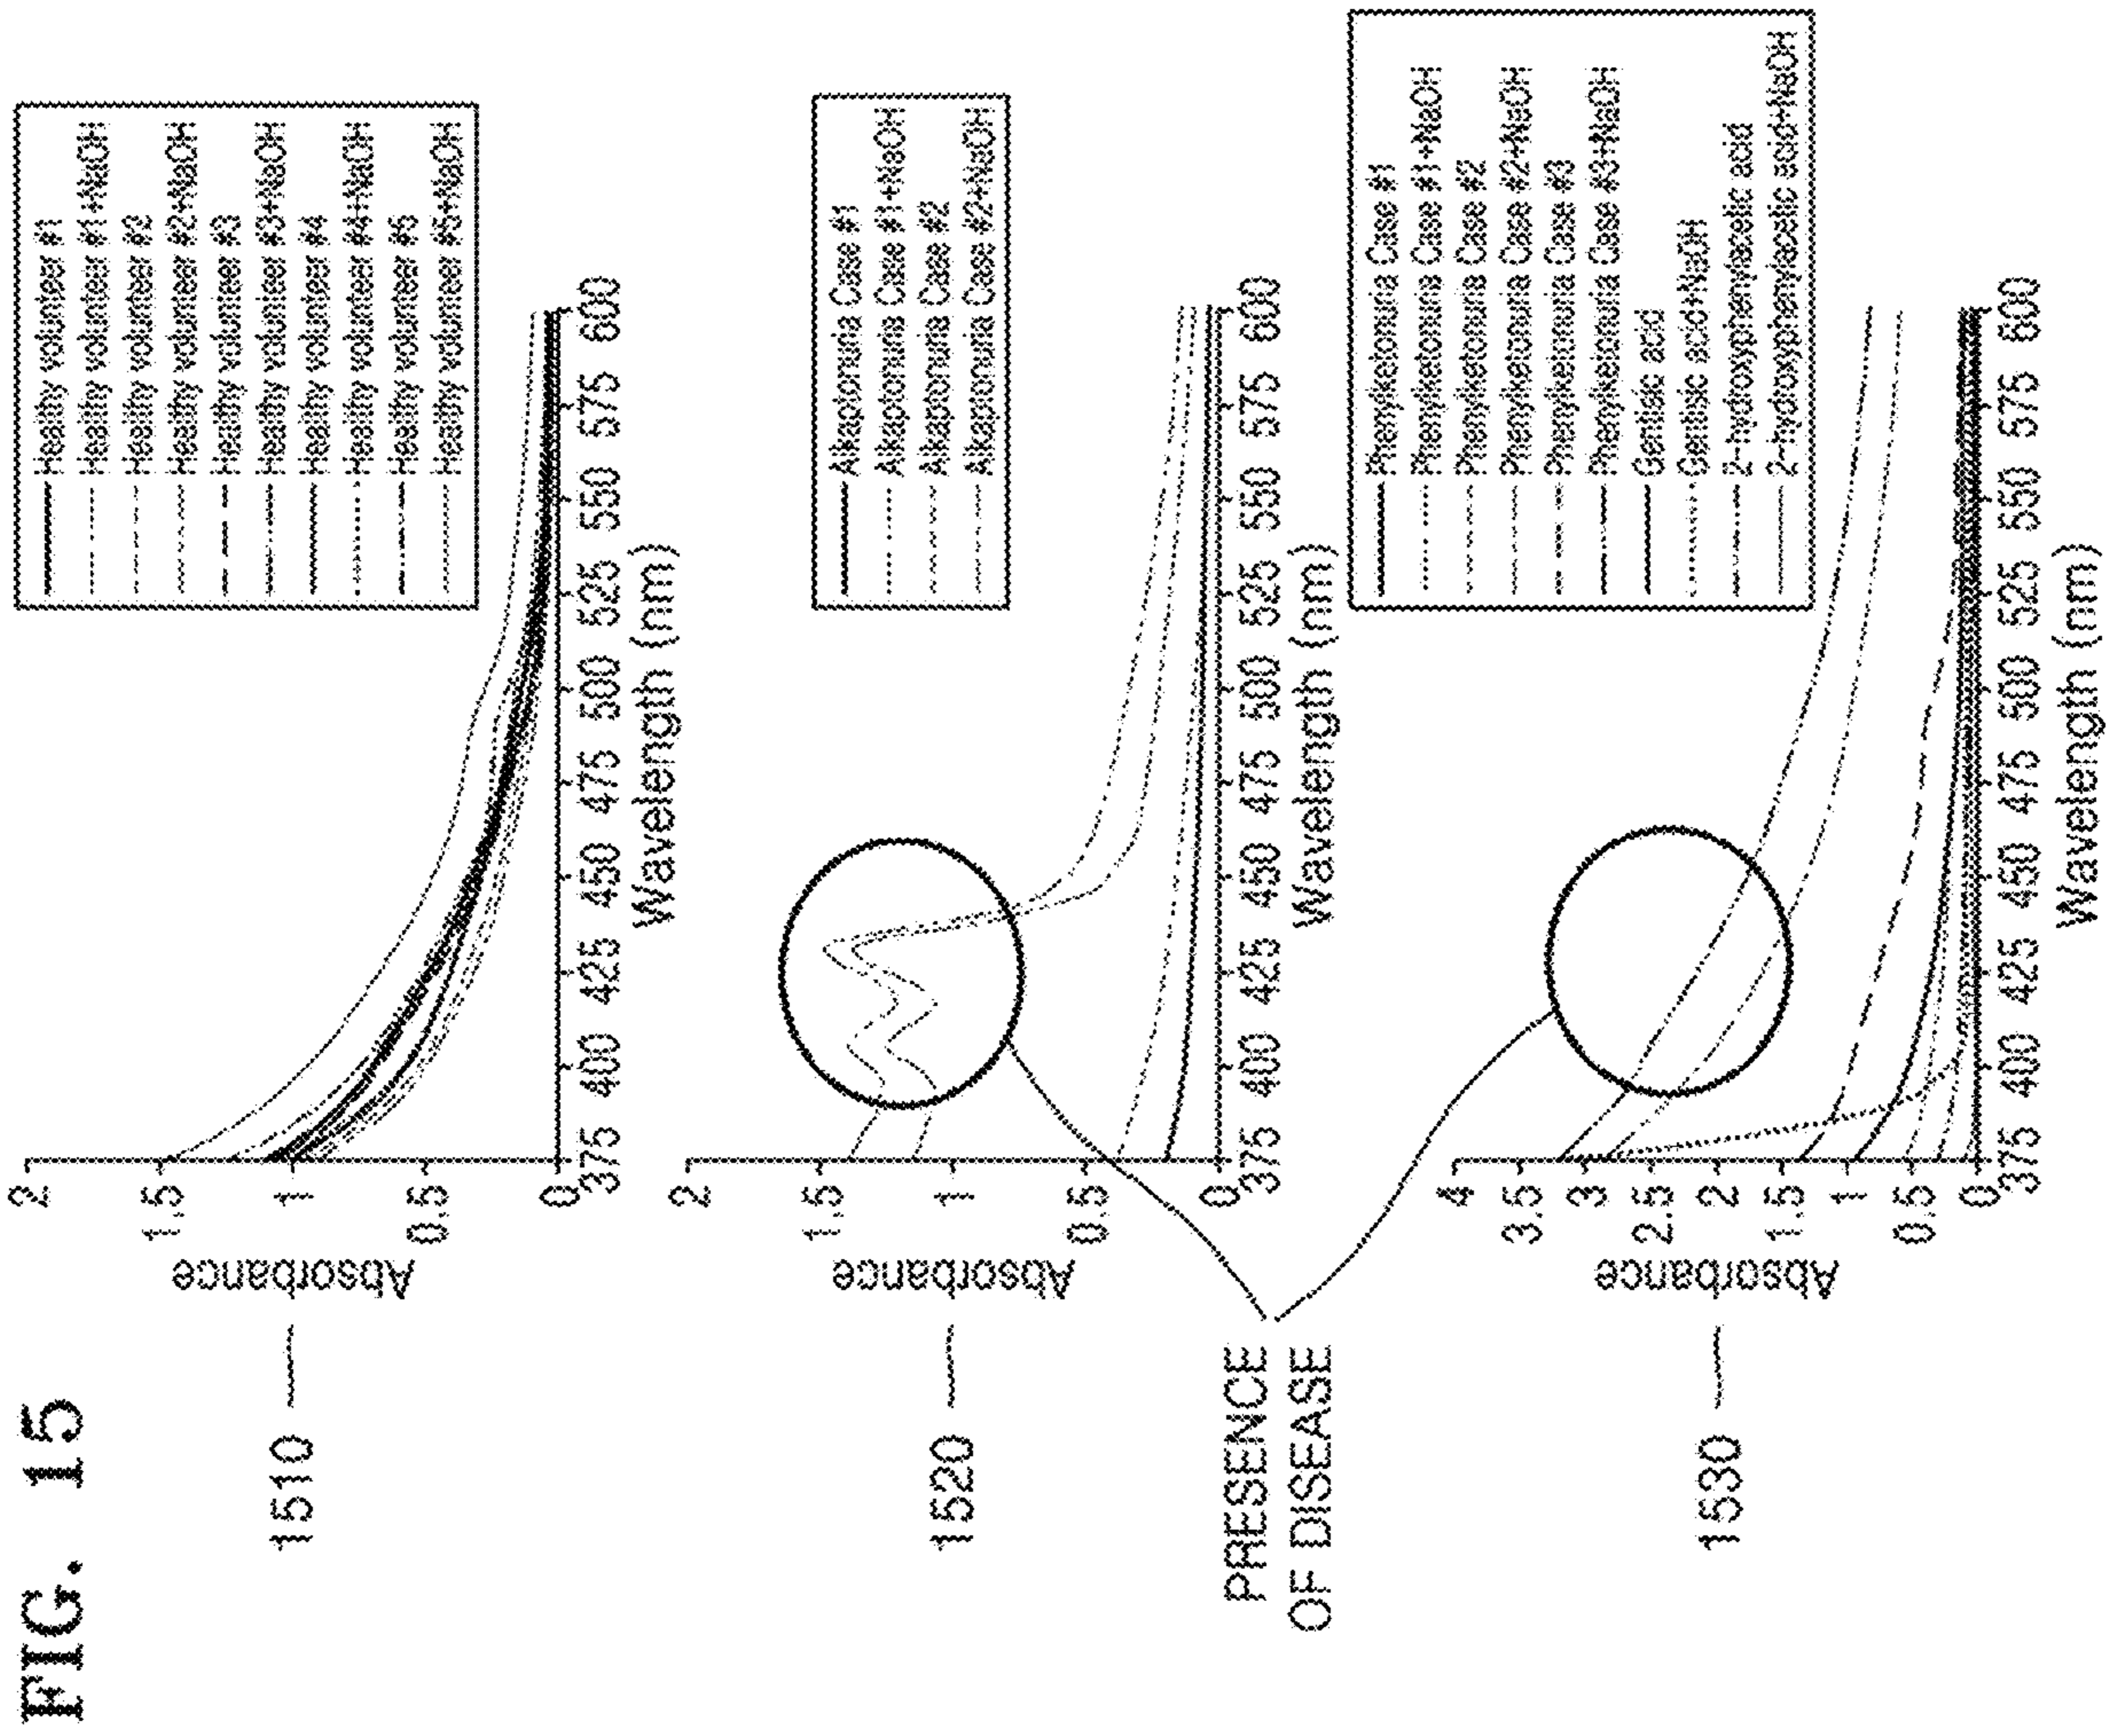 FIG. 15
1510
Absorbance
2
1.5
1
0.5
0
375 400 425 450 475 500 525 550 575 600
Wavelength (nm)
Healthy volunteer #1
Healthy volunteer #1+NaOH
Healthy volunteer #2
Healthy volunteer #2+NaOH
Healthy volunteer #3
Healthy volunteer #3+NaOH
Healthy volunteer #4
Healthy volunteer #4+NaOH
Healthy volunteer #5
Healthy volunteer #5+NaOH
1520
Absorbance
2
1.5
1
0.5
0
375 400 425 450 475 500 525 550 575 600
Wavelength (nm)
Alkaptonuria Case #1
Alkaptonuria Case #1+NaOH
Alkaptonuria Case #2
Alkaptonuria Case #2+NaOH
PRESENCE
OF DISEASE
1530
Absorbance
4
3.5
3
2.5
2
1.5
1
0.5
0
375 400 425 450 475 500 525 550 575 600
Wavelength (nm)
Phenylketonuria Case #1
Phenylketonuria Case #1+NaOH
Phenylketonuria Case #2
Phenylketonuria Case #2+NaOH
Phenylketonuria Case #3
Phenylketonuria Case #3+NaOH
Gentisic acid
Gentisic acid+NaOH
2-hydroxyphenylacetic acid
2-hydroxyphenylacetic acid+NaOH